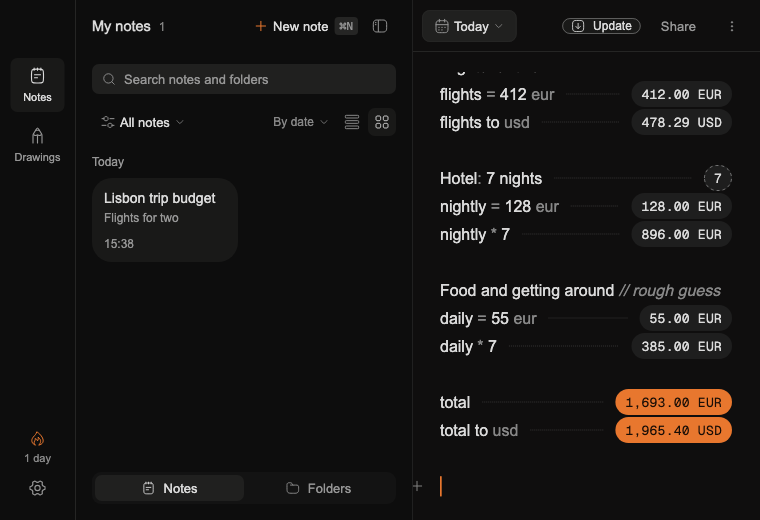 Notes
Drawings
1 day
My notes 1
New note ⌘N
Search notes and folders
All notes
By date
Today
Lisbon trip budget
Flights for two
15:38
Notes
Folders
Today
Update
Share
flights = 412 eur 412.00 EUR
flights to usd 478.29 USD
Hotel: 7 nights 7
nightly = 128 eur 128.00 EUR
nightly * 7 896.00 EUR
Food and getting around // rough guess
daily = 55 eur 55.00 EUR
daily * 7 385.00 EUR
total 1,693.00 EUR
total to usd 1,965.40 USD